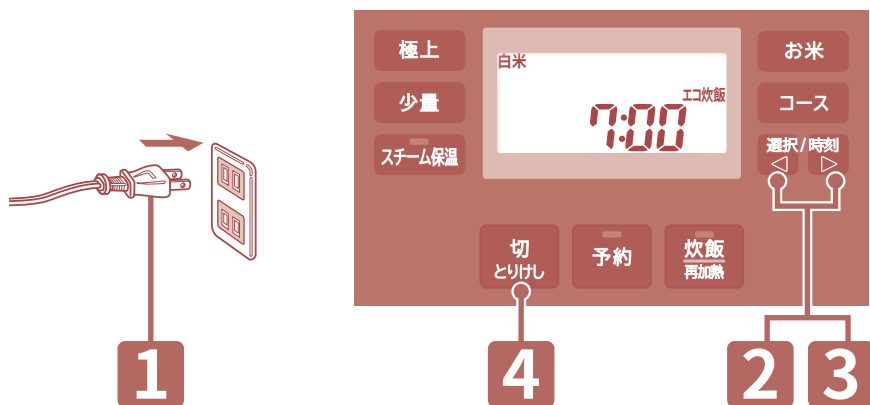 極上
少量
スチーム保温
白米
エコ炊飯
7:00
お米
コース
選択/時刻
◁ ▷
切
とりけし
予約
炊飯
再加熱
1
4
2
3